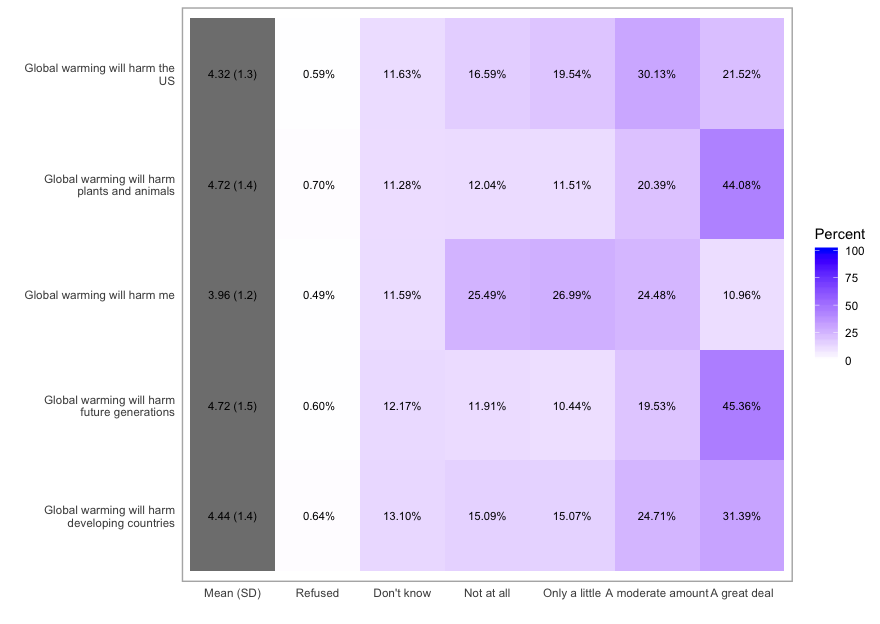 Global warming will harm the
US
4.32 (1.3) 0.59% 11.63% 16.59% 19.54% 30.13% 21.52%
Global warming will harm
plants and animals
4.72 (1.4) 0.70% 11.28% 12.04% 11.51% 20.39% 44.08%
Global warming will harm me
3.96 (1.2) 0.49% 11.59% 25.49% 26.99% 24.48% 10.96%
Global warming will harm
future generations
4.72 (1.5) 0.60% 12.17% 11.91% 10.44% 19.53% 45.36%
Global warming will harm
developing countries
4.44 (1.4) 0.64% 13.10% 15.09% 15.07% 24.71% 31.39%
Mean (SD) Refused Don't know Not at all Only a little A moderate amount A great deal
Percent
100
75
50
25
0